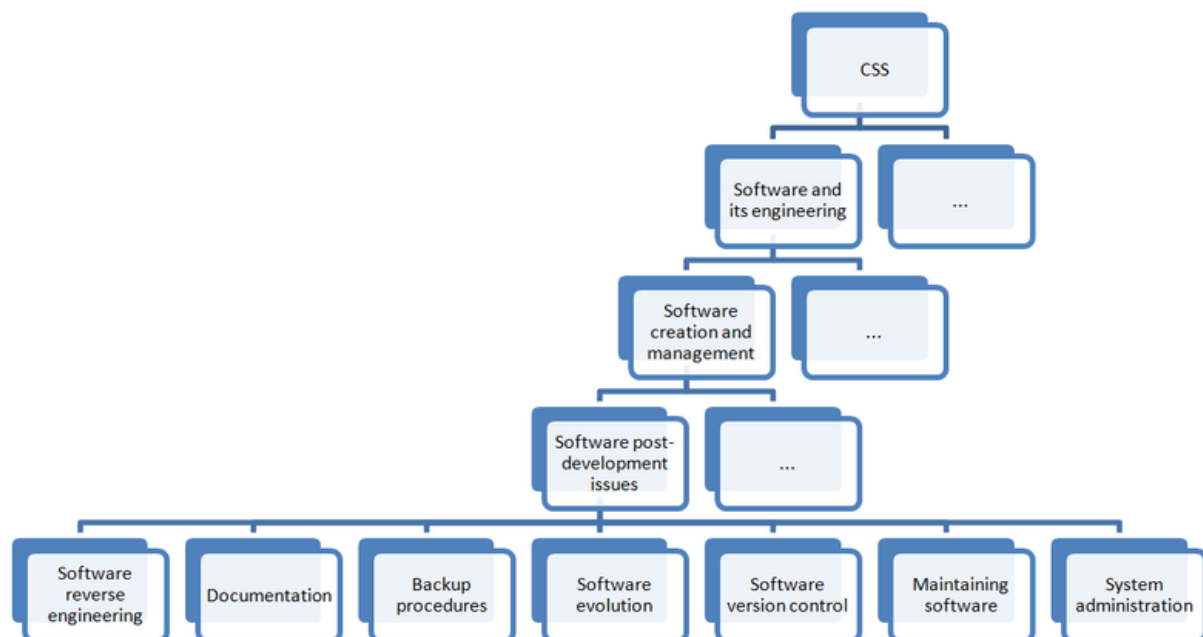 CSS
Software and
its engineering
...
Software
creation and
management
...
Software post-
development
issues
...
Software
reverse
engineering
Documentation
Backup
procedures
Software
evolution
Software
version control
Maintaining
software
System
administration